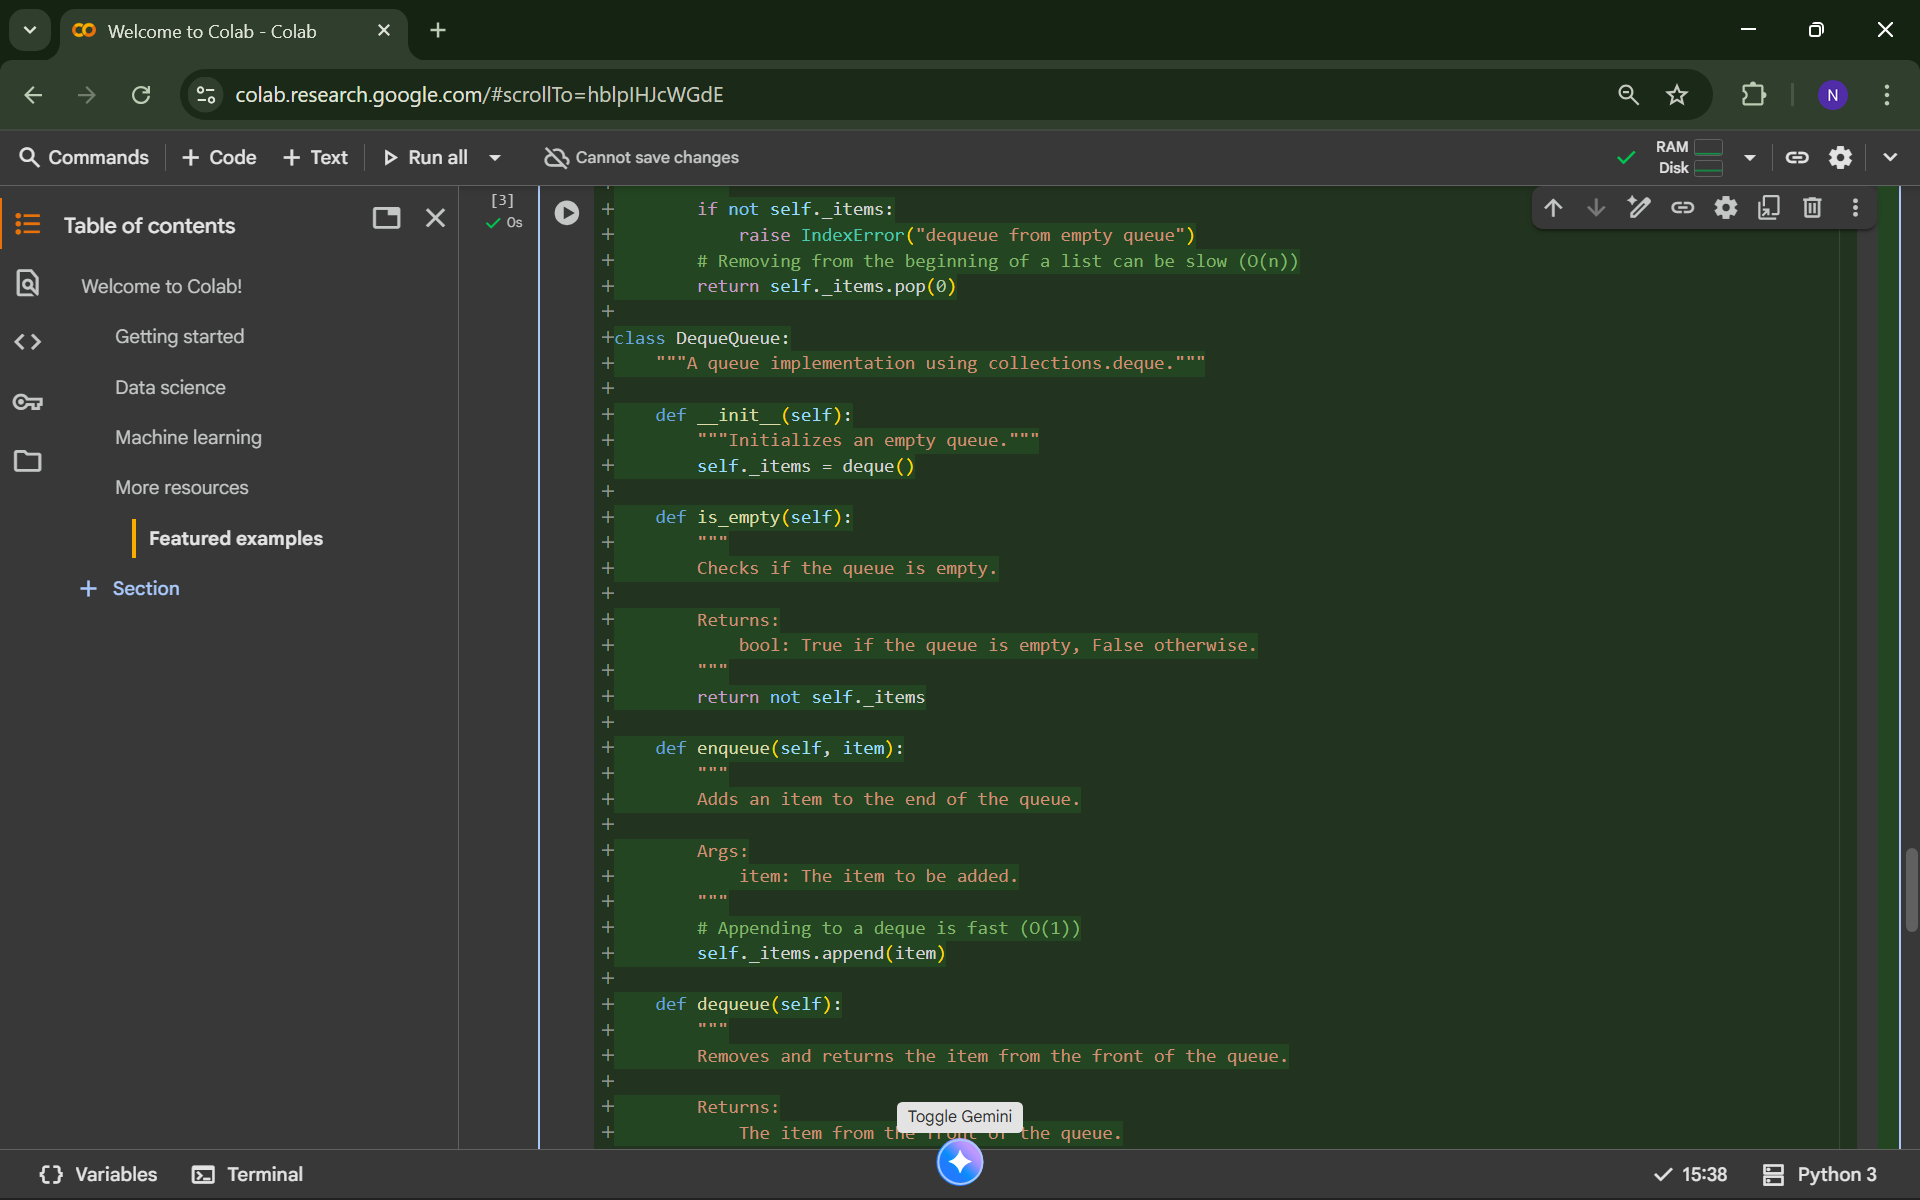 Welcome to Colab - Colab
colab.research.google.com/#scrollTo=hblpIHJcWGdE
N
Commands
+ Code
+ Text
Run all
Cannot save changes
RAM
Disk
Table of contents
Welcome to Colab!
Getting started
Data science
Machine learning
More resources
Featured examples
+ Section
[3]
0s
+        if not self._items:
+            raise IndexError("dequeue from empty queue")
+        # Removing from the beginning of a list can be slow (O(n))
+        return self._items.pop(0)
+
+class DequeQueue:
+    """A queue implementation using collections.deque."""
+
+    def __init__(self):
+        """Initializes an empty queue."""
+        self._items = deque()
+
+    def is_empty(self):
+        """
+        Checks if the queue is empty.
+
+        Returns:
+            bool: True if the queue is empty, False otherwise.
+        """
+        return not self._items
+
+    def enqueue(self, item):
+        """
+        Adds an item to the end of the queue.
+
+        Args:
+            item: The item to be added.
+        """
+        # Appending to a deque is fast (O(1))
+        self._items.append(item)
+
+    def dequeue(self):
+        """
+        Removes and returns the item from the front of the queue.
+
+        Returns:
+            The item from the front of the queue.
Toggle Gemini
{} Variables
Terminal
15:38
Python 3